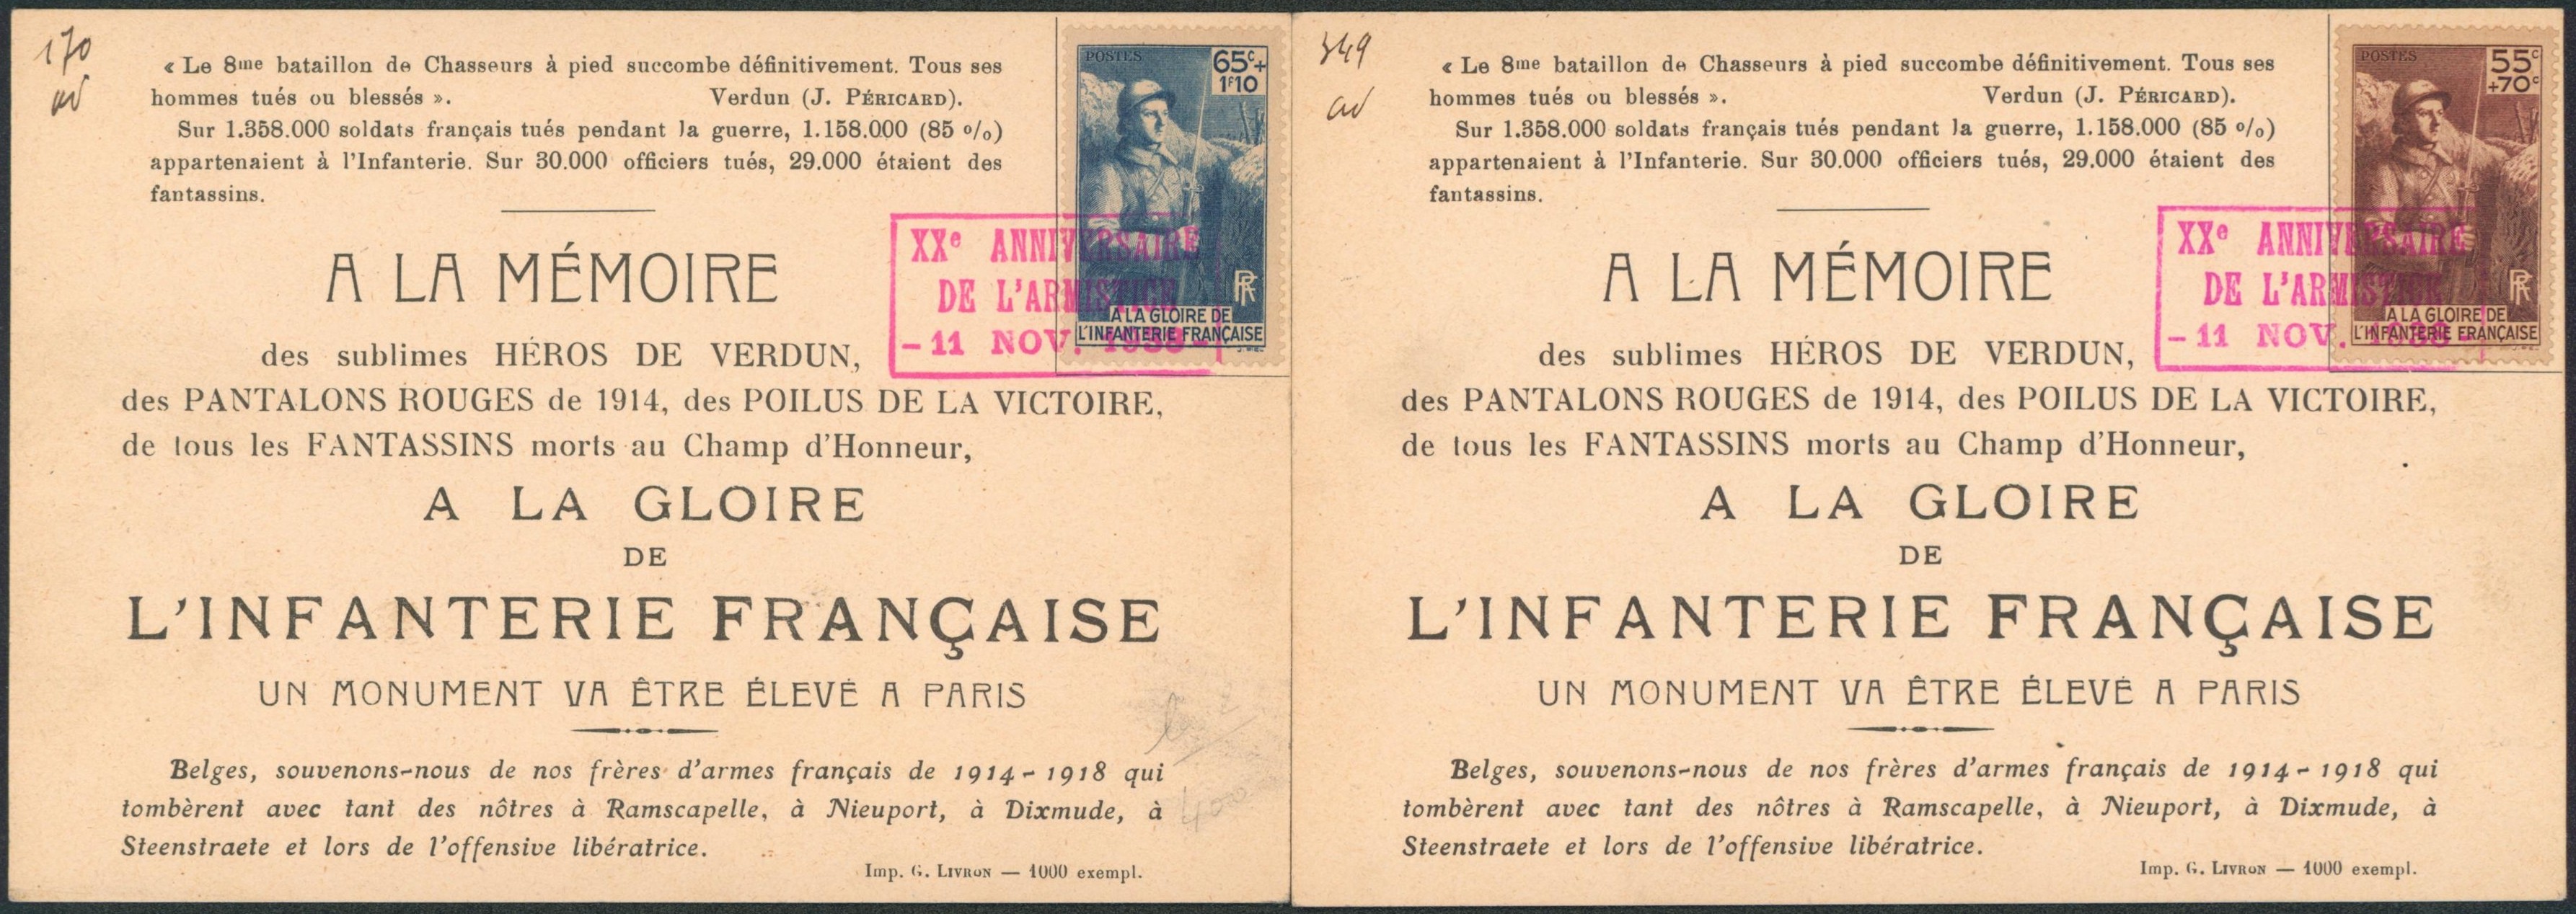 170
« Le 8me bataillon de Chasseurs à pied succombe définitivement. Tous ses
hommes tués ou blessés ». Verdun (J. PÉRICARD).
Sur 1.358.000 soldats français tués pendant la guerre, 1.158.000 (85 o/o)
appartenaient à l'Infanterie. Sur 30.000 officiers tués, 29.000 étaient des
fantassins.
POSTES
65c+
1f10
RF
A LA GLOIRE DE
L'INFANTERIE FRANÇAISE
XXe ANNIVERSAIRE
DE L'ARMISTICE
- 11 NOV. 1938 -
A LA MÉMOIRE
des sublimes HÉROS DE VERDUN,
des PANTALONS ROUGES de 1914, des POILUS DE LA VICTOIRE,
de tous les FANTASSINS morts au Champ d'Honneur,
A LA GLOIRE
DE
L'INFANTERIE FRANÇAISE
UN MONUMENT VA ÊTRE ÉLEVÉ A PARIS
Belges, souvenons-nous de nos frères d'armes français de 1914-1918 qui
tombèrent avec tant des nôtres à Ramscapelle, à Nieuport, à Dixmude, à
Steenstraete et lors de l'offensive libératrice.
Imp. G. LIVRON — 1000 exempl.
400
349
« Le 8me bataillon de Chasseurs à pied succombe définitivement. Tous ses
hommes tués ou blessés ». Verdun (J. PÉRICARD).
Sur 1.358.000 soldats français tués pendant la guerre, 1.158.000 (85 o/o)
appartenaient à l'Infanterie. Sur 30.000 officiers tués, 29.000 étaient des
fantassins.
POSTES
55c
+70c
RF
A LA GLOIRE DE
L'INFANTERIE FRANÇAISE
XXe ANNIVERSAIRE
DE L'ARMISTICE
- 11 NOV. 1938 -
A LA MÉMOIRE
des sublimes HÉROS DE VERDUN,
des PANTALONS ROUGES de 1914, des POILUS DE LA VICTOIRE,
de tous les FANTASSINS morts au Champ d'Honneur,
A LA GLOIRE
DE
L'INFANTERIE FRANÇAISE
UN MONUMENT VA ÊTRE ÉLEVÉ A PARIS
Belges, souvenons-nous de nos frères d'armes français de 1914-1918 qui
tombèrent avec tant des nôtres à Ramscapelle, à Nieuport, à Dixmude, à
Steenstraete et lors de l'offensive libératrice.
Imp. G. LIVRON — 1000 exempl.